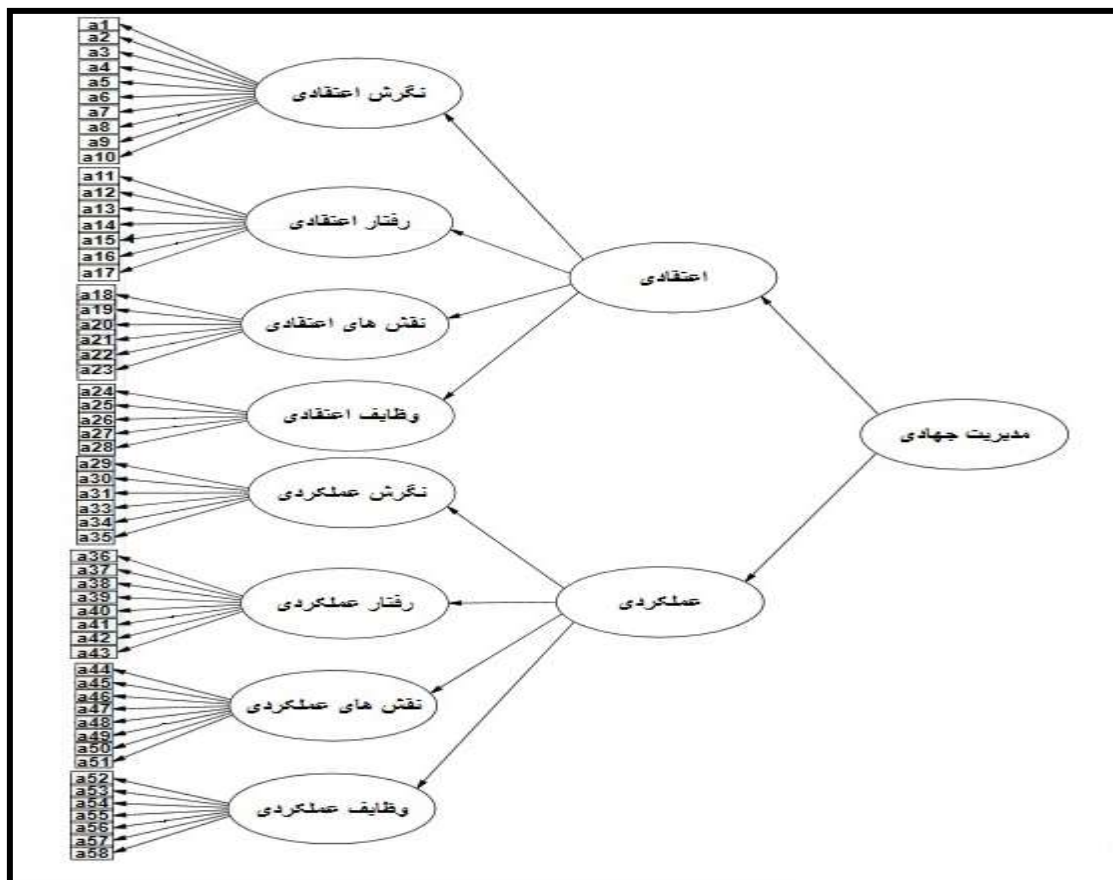 a1
a2
a3
a4
a5
a6
a7
a8
a9
a10
نگرش اعتقادی
a11
a12
a13
a14
a15
a16
a17
رفتار اعتقادی
a18
a19
a20
a21
a22
a23
نقش های اعتقادی
a24
a25
a26
a27
a28
وظایف اعتقادی
اعتقادی
مدیریت جهادی
a29
a30
a31
a33
a34
a35
نگرش عملکردی
a36
a37
a38
a39
a40
a41
a42
a43
رفتار عملکردی
عملکردی
a44
a45
a46
a47
a48
a49
a50
a51
نقش های عملکردی
a52
a53
a54
a55
a56
a57
a58
وظایف عملکردی